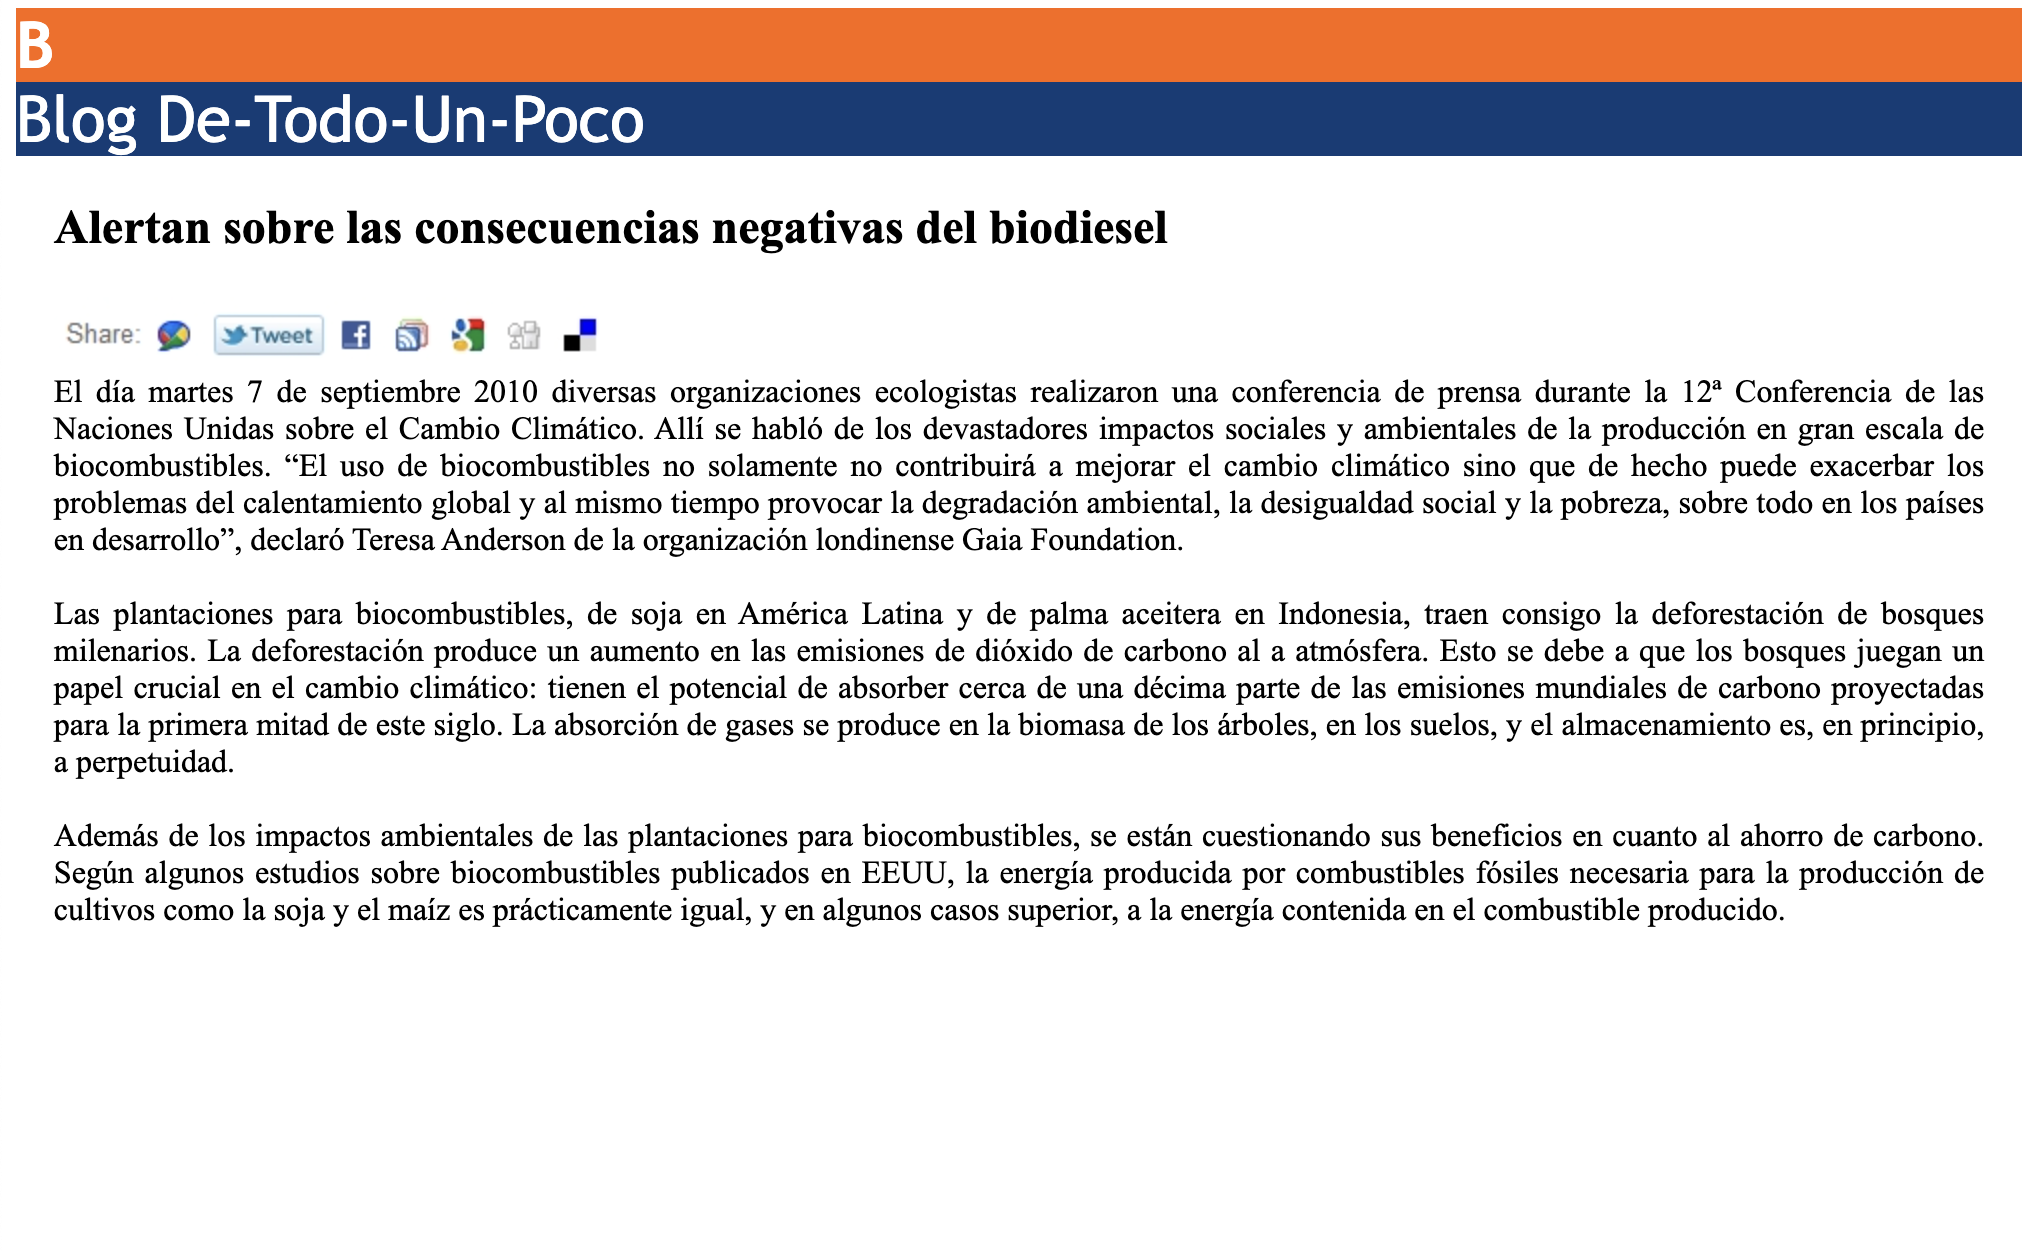 B
Blog De-Todo-Un-Poco
Alertan sobre las consecuencias negativas del biodiesel
Share: Tweet
El día martes 7 de septiembre 2010 diversas organizaciones ecologistas realizaron una conferencia de prensa durante la 12ª Conferencia de las
Naciones Unidas sobre el Cambio Climático. Allí se habló de los devastadores impactos sociales y ambientales de la producción en gran escala de
biocombustibles. “El uso de biocombustibles no solamente no contribuirá a mejorar el cambio climático sino que de hecho puede exacerbar los
problemas del calentamiento global y al mismo tiempo provocar la degradación ambiental, la desigualdad social y la pobreza, sobre todo en los países
en desarrollo”, declaró Teresa Anderson de la organización londinense Gaia Foundation.
Las plantaciones para biocombustibles, de soja en América Latina y de palma aceitera en Indonesia, traen consigo la deforestación de bosques
milenarios. La deforestación produce un aumento en las emisiones de dióxido de carbono al a atmósfera. Esto se debe a que los bosques juegan un
papel crucial en el cambio climático: tienen el potencial de absorber cerca de una décima parte de las emisiones mundiales de carbono proyectadas
para la primera mitad de este siglo. La absorción de gases se produce en la biomasa de los árboles, en los suelos, y el almacenamiento es, en principio,
a perpetuidad.
Además de los impactos ambientales de las plantaciones para biocombustibles, se están cuestionando sus beneficios en cuanto al ahorro de carbono.
Según algunos estudios sobre biocombustibles publicados en EEUU, la energía producida por combustibles fósiles necesaria para la producción de
cultivos como la soja y el maíz es prácticamente igual, y en algunos casos superior, a la energía contenida en el combustible producido.